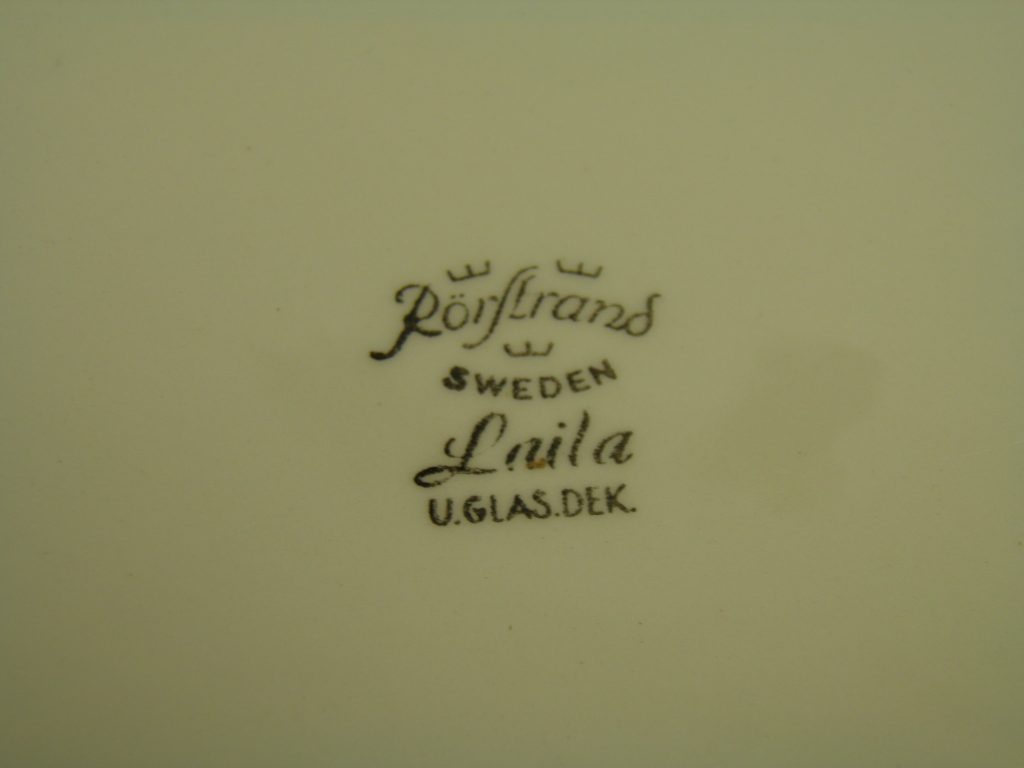 Rörstrand
SWEDEN
Laila
U.GLAS.DEK.